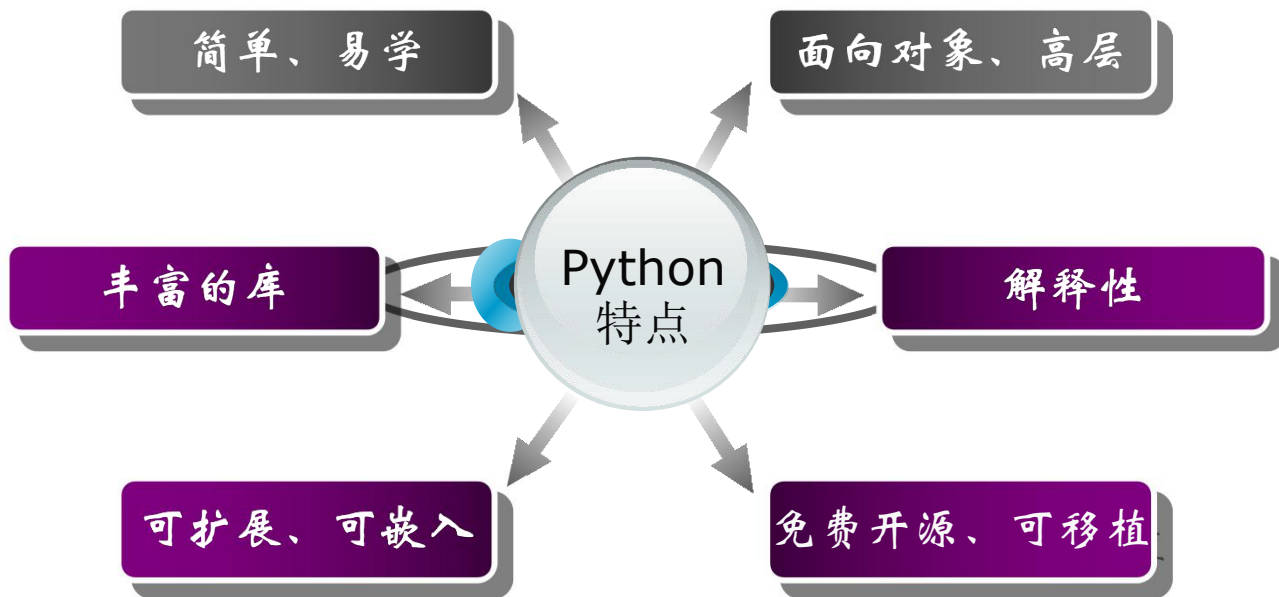 简单、易学
面向对象、高层
丰富的库
Python
特点
解释性
可扩展、可嵌入
免费开源、可移植